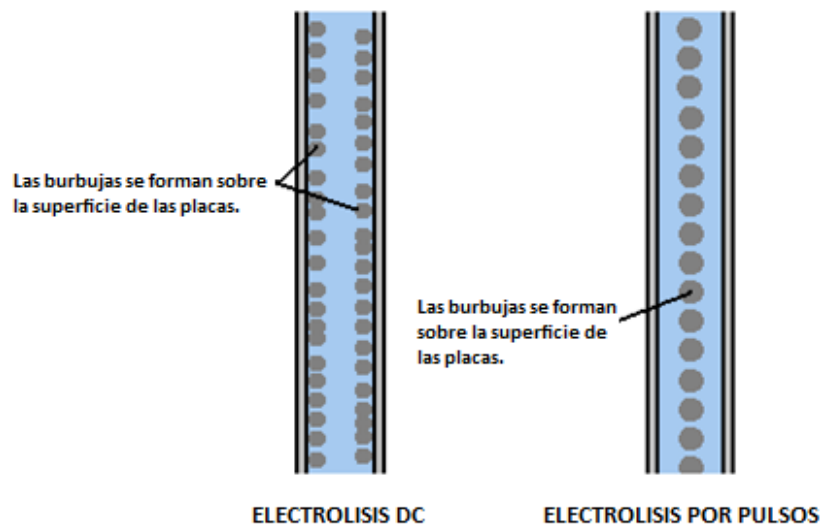 Las burbujas se forman sobre
la superficie de las placas.
Las burbujas se forman
sobre la superficie de
las placas.
ELECTROLISIS DC
ELECTROLISIS POR PULSOS